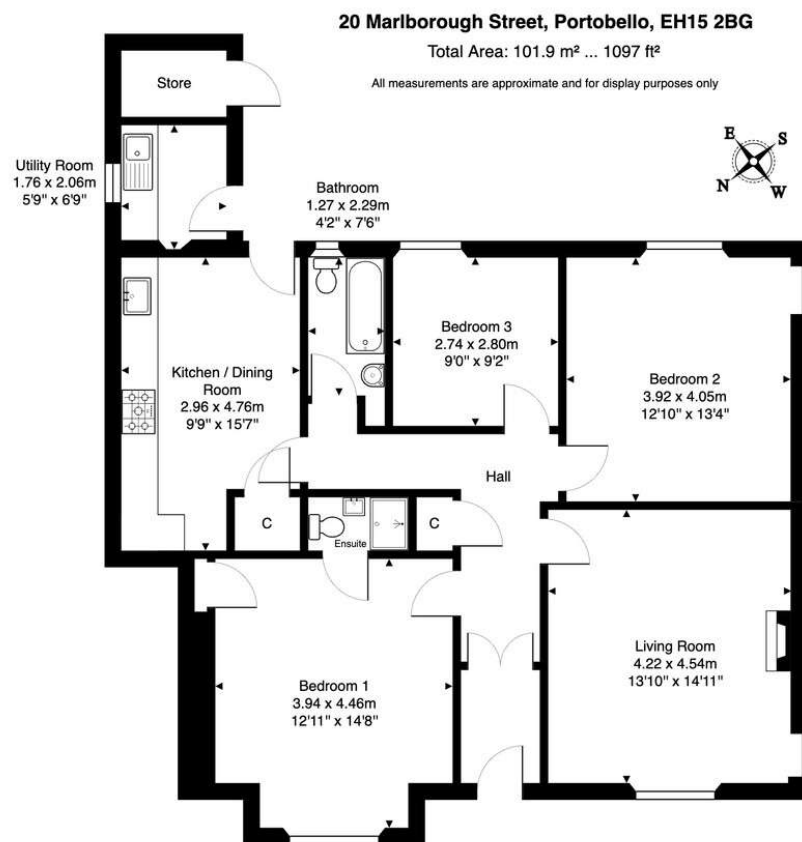 20 Marlborough Street, Portobello, EH15 2BG
Total Area: 101.9 m² ... 1097 ft²
All measurements are approximate and for display purposes only
E
S
N
W
Store
Utility Room
1.76 x 2.06m
5'9" x 6'9"
Bathroom
1.27 x 2.29m
4'2" x 7'6"
Kitchen / Dining
Room
2.96 x 4.76m
9'9" x 15'7"
Bedroom 3
2.74 x 2.80m
9'0" x 9'2"
Bedroom 2
3.92 x 4.05m
12'10" x 13'4"
Hall
C
Ensuite
C
Bedroom 1
3.94 x 4.46m
12'11" x 14'8"
Living Room
4.22 x 4.54m
13'10" x 14'11"